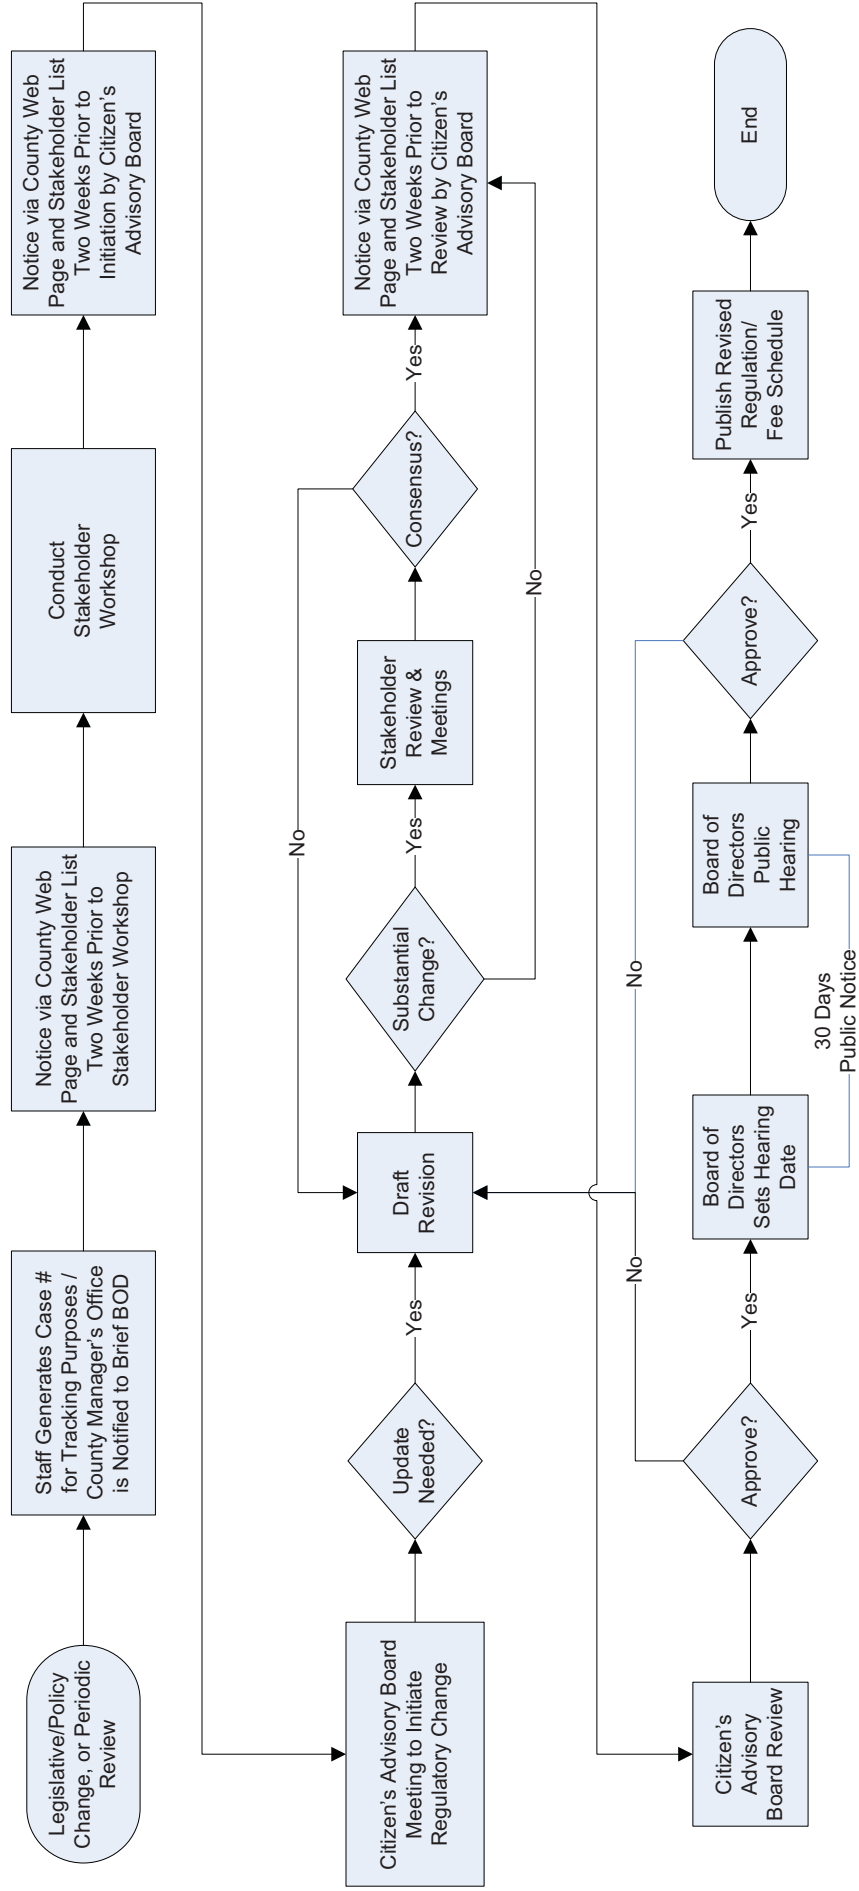 Legislative/Policy
Change, or Periodic
Review
Staff Generates Case #
for Tracking Purposes /
County Manager's Office
is Notified to Brief BOD
Notice via County Web
Page and Stakeholder List
Two Weeks Prior to
Stakeholder Workshop
Conduct
Stakeholder
Workshop
Notice via County Web
Page and Stakeholder List
Two Weeks Prior to
Initiation by Citizen's
Advisory Board
Citizen's Advisory Board
Meeting to Initiate
Regulatory Change
Update
Needed?
Yes
Draft
Revision
Substantial
Change?
Yes
No
Stakeholder
Review &
Meetings
Consensus?
No
Yes
Notice via County Web
Page and Stakeholder List
Two Weeks Prior to
Review by Citizen's
Advisory Board
Citizen's
Advisory
Board Review
Approve?
No
Yes
Board of
Directors
Sets Hearing
Date
30 Days
Public Notice
Board of
Directors
Public
Hearing
Approve?
No
Yes
Publish Revised
Regulation/
Fee Schedule
End